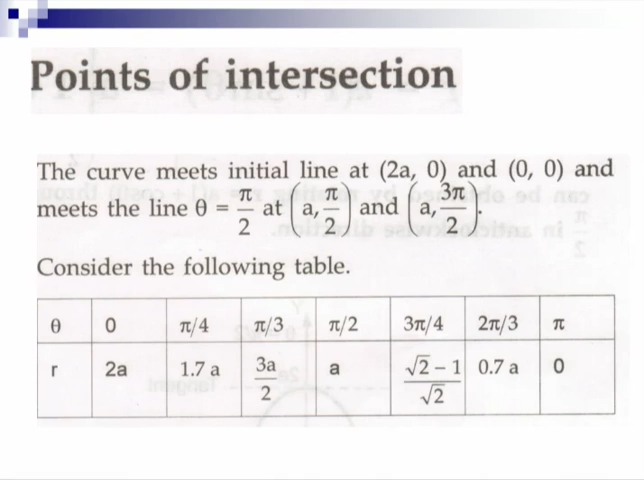 Points of intersection
The curve meets initial line at (2a, 0) and (0, 0) and
meets the line θ = π/2 at (a, π/2) and (a, 3π/2).
Consider the following table.
θ 0 π/4 π/3 π/2 3π/4 2π/3 π
r 2a 1.7 a 3a/2 a (√2 – 1)/√2 0.7 a 0